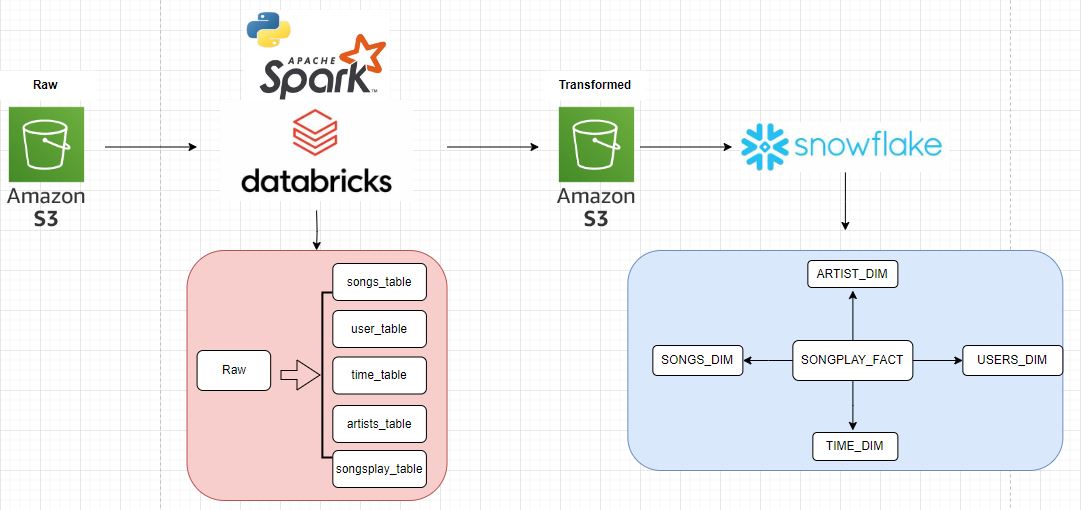 APACHE
Spark™
Raw
Transformed
Amazon
S3
databricks
Amazon
S3
snowflake
songs_table
user_table
Raw
time_table
artists_table
songsplay_table
ARTIST_DIM
SONGS_DIM
SONGPLAY_FACT
USERS_DIM
TIME_DIM